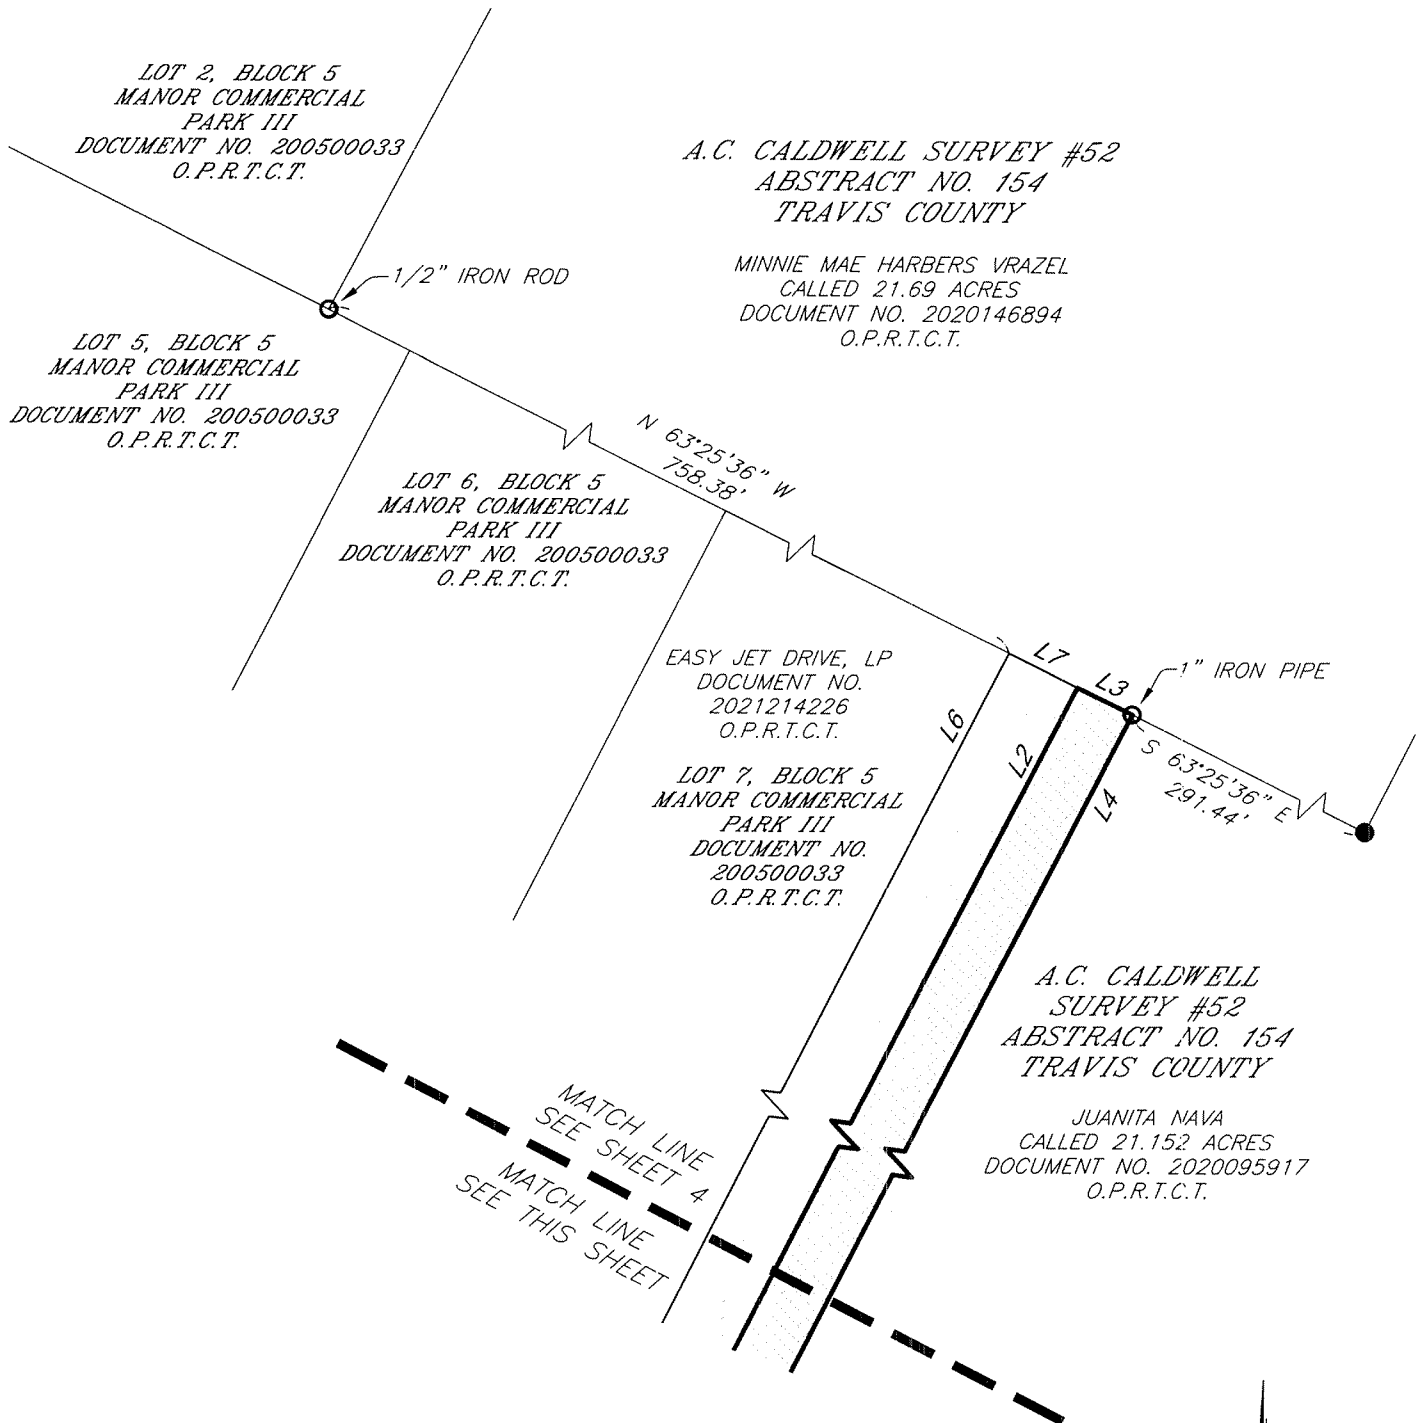 LOT 2, BLOCK 5
MANOR COMMERCIAL
PARK III
DOCUMENT NO. 200500033
O.P.R.T.C.T.
A.C. CALDWELL SURVEY #52
ABSTRACT NO. 154
TRAVIS COUNTY
MINNIE MAE HARBERS VRAZEL
CALLED 21.69 ACRES
DOCUMENT NO. 2020146894
O.P.R.T.C.T.
1/2" IRON ROD
LOT 5, BLOCK 5
MANOR COMMERCIAL
PARK III
DOCUMENT NO. 200500033
O.P.R.T.C.T.
N 63°25'36" W
758.38'
LOT 6, BLOCK 5
MANOR COMMERCIAL
PARK III
DOCUMENT NO. 200500033
O.P.R.T.C.T.
EASY JET DRIVE, LP
DOCUMENT NO.
2021214226
O.P.R.T.C.T.
LOT 7, BLOCK 5
MANOR COMMERCIAL
PARK III
DOCUMENT NO.
200500033
O.P.R.T.C.T.
L6
L7
L3
L2
L4
1" IRON PIPE
S 63°25'36" E
291.44'
A.C. CALDWELL
SURVEY #52
ABSTRACT NO. 154
TRAVIS COUNTY
JUANITA NAVA
CALLED 21.152 ACRES
DOCUMENT NO. 2020095917
O.P.R.T.C.T.
MATCH LINE
SEE SHEET 4
MATCH LINE
SEE THIS SHEET